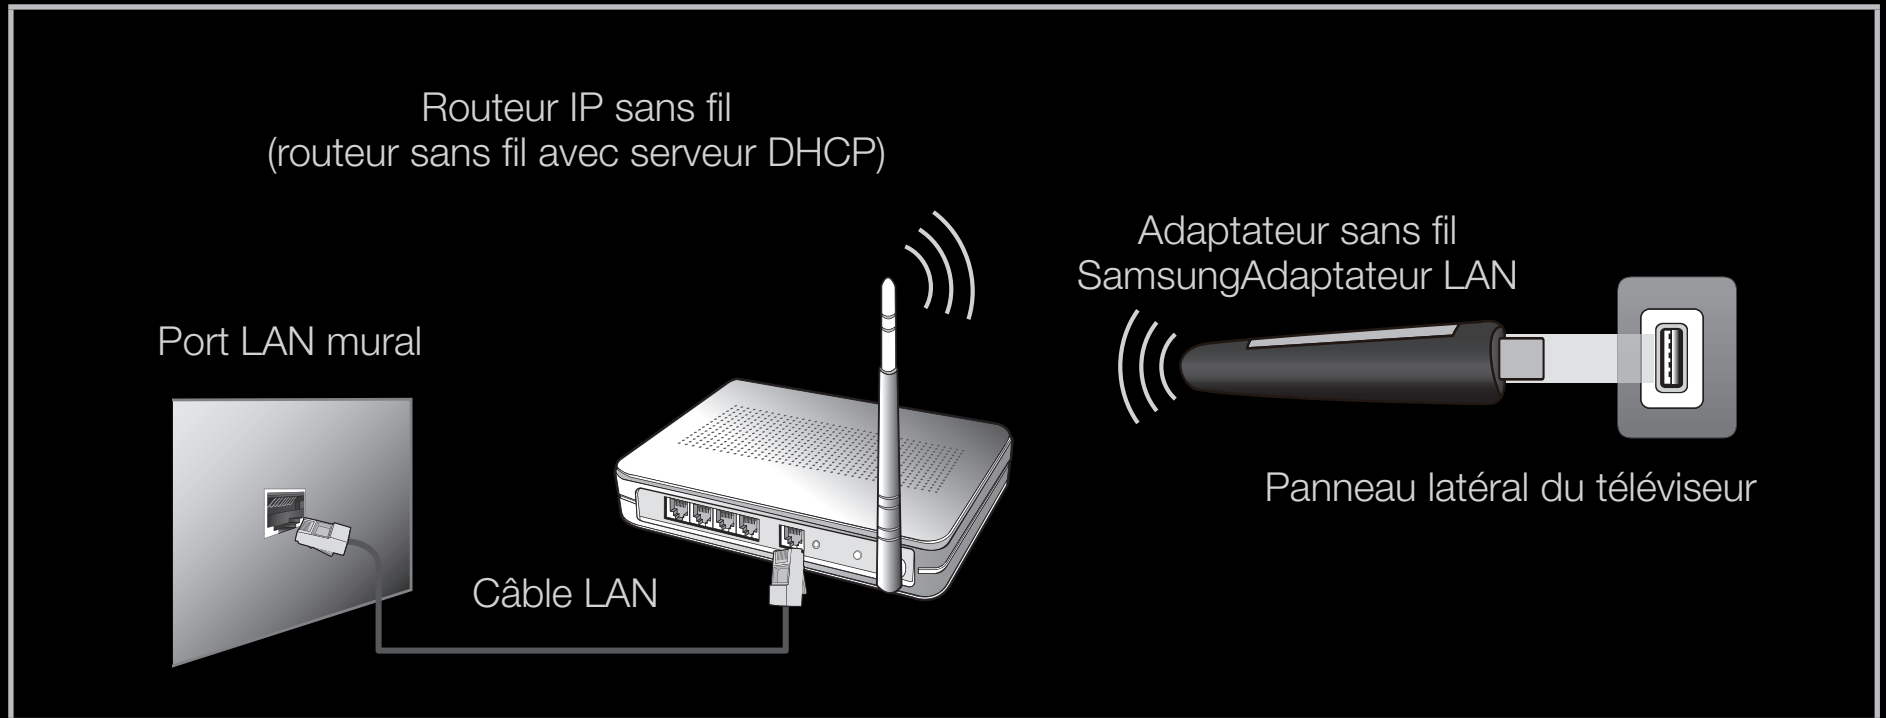 Routeur IP sans fil
(routeur sans fil avec serveur DHCP)
Adaptateur sans fil
SamsungAdaptateur LAN
Port LAN mural
Panneau latéral du téléviseur
Câble LAN